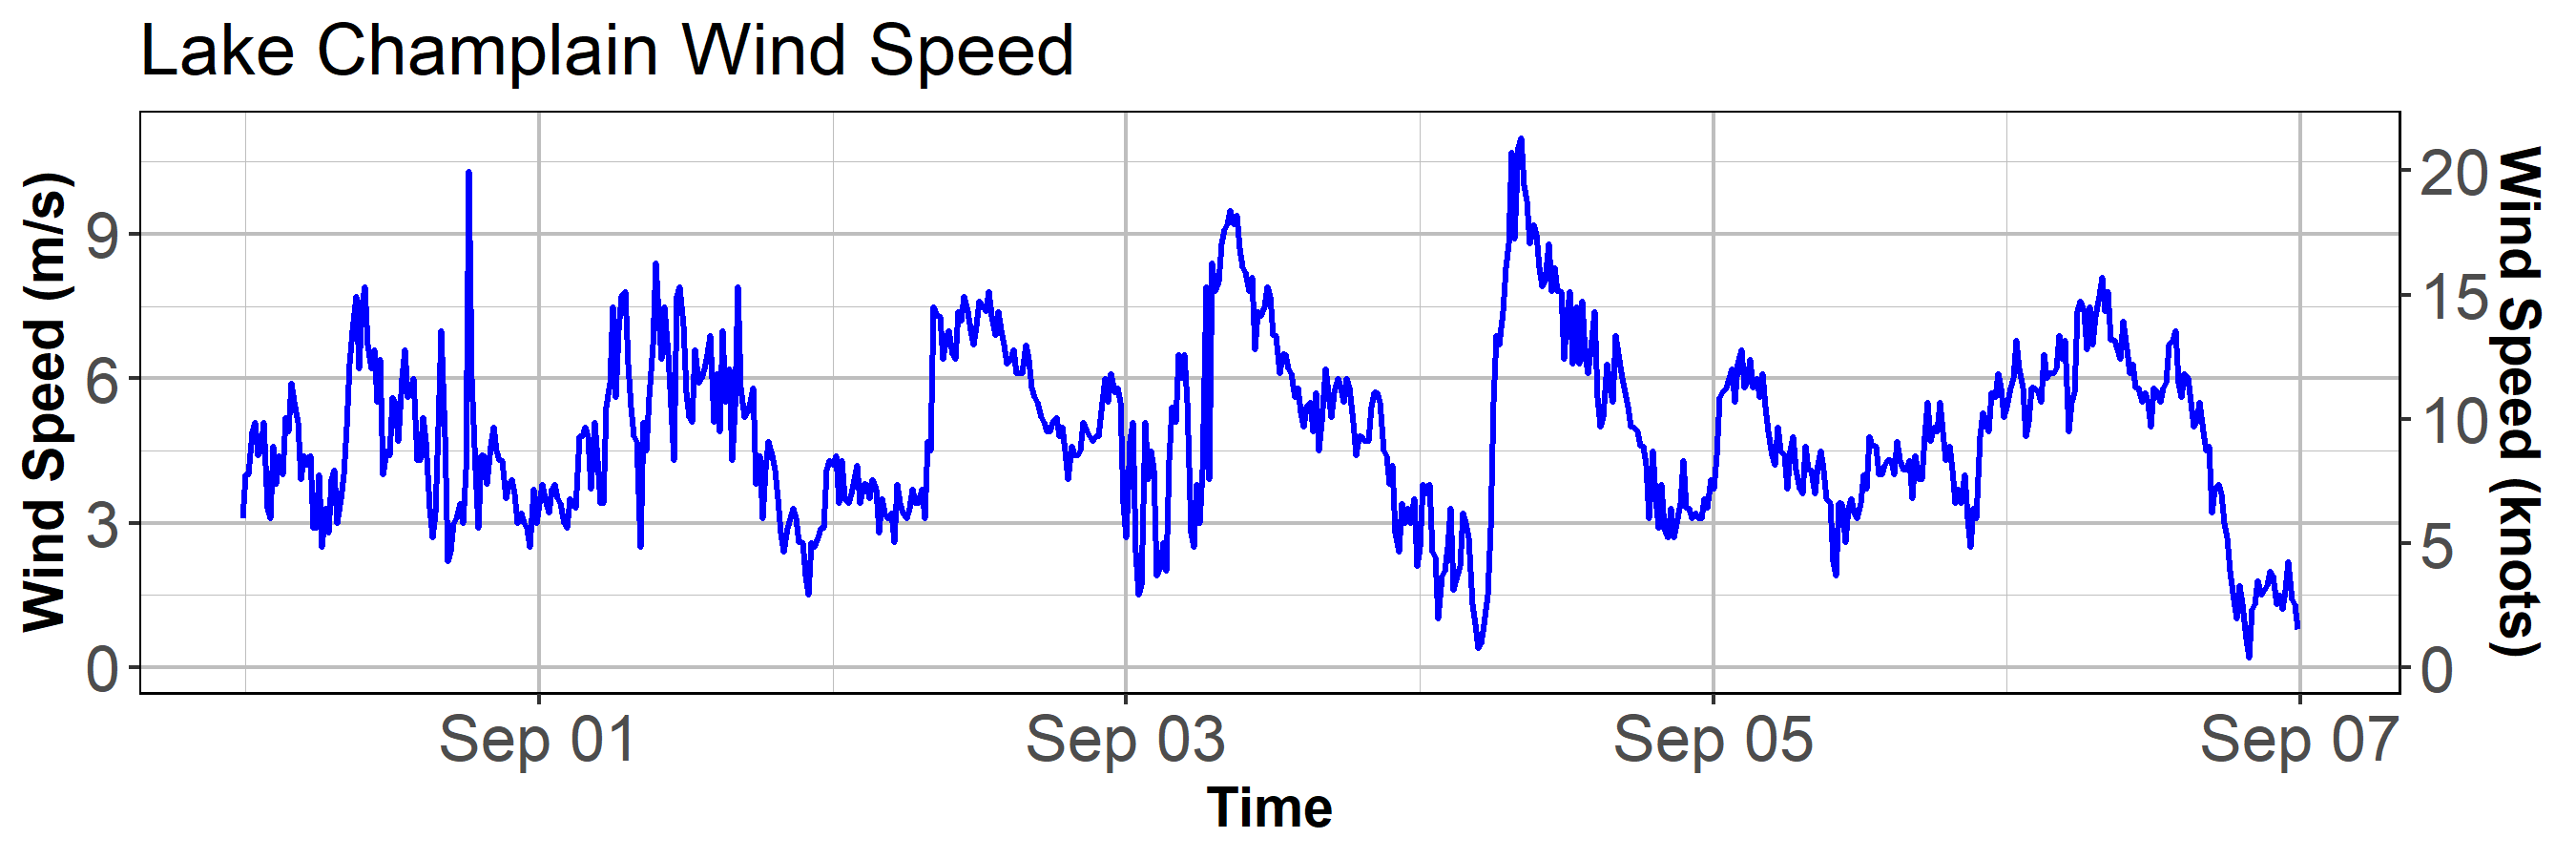 Lake Champlain Wind Speed
Wind Speed (m/s)
9
6
3
0
20
15
10
5
0
Wind Speed (knots)
Sep 01
Sep 03
Sep 05
Sep 07
Time